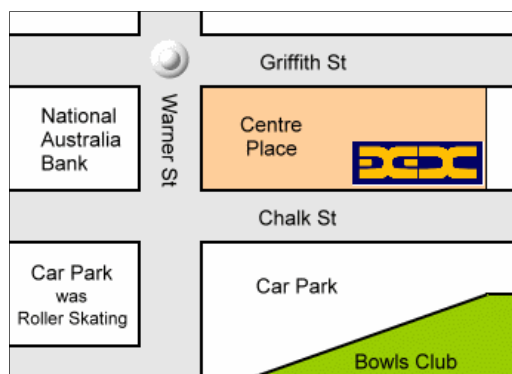 Griffith St
National
Australia
Bank
Warner St
Centre
Place
Chalk St
Car Park
was
Roller Skating
Car Park
Bowls Club